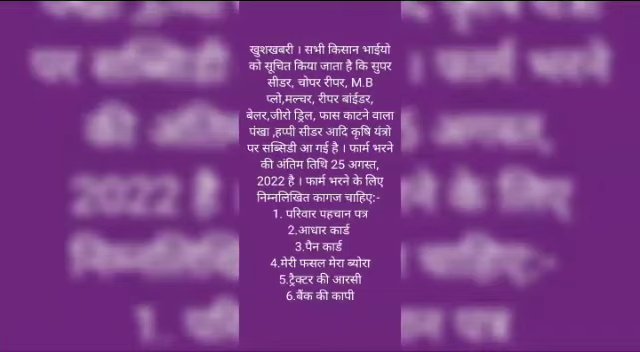 खुशखबरी । सभी किसान भाईयो
को सूचित किया जाता है कि सुपर
सीडर, चोपर रीपर, M.B
प्लो,मल्चर, रीपर बांईडर,
बेलर,जीरो ड्रिल, फास काटने वाला
पंखा ,हप्पी सीडर आदि कृषि यंत्रो
पर सब्सिडी आ गई है । फार्म भरने
की अंतिम तिथि 25 अगस्त,
2022 है । फार्म भरने के लिए
निम्नलिखित कागज चाहिए:-
1. परिवार पहचान पत्र
2.आधार कार्ड
3.पैन कार्ड
4.मेरी फसल मेरा ब्योरा
5.ट्रैक्टर की आरसी
6.बैंक की कापी